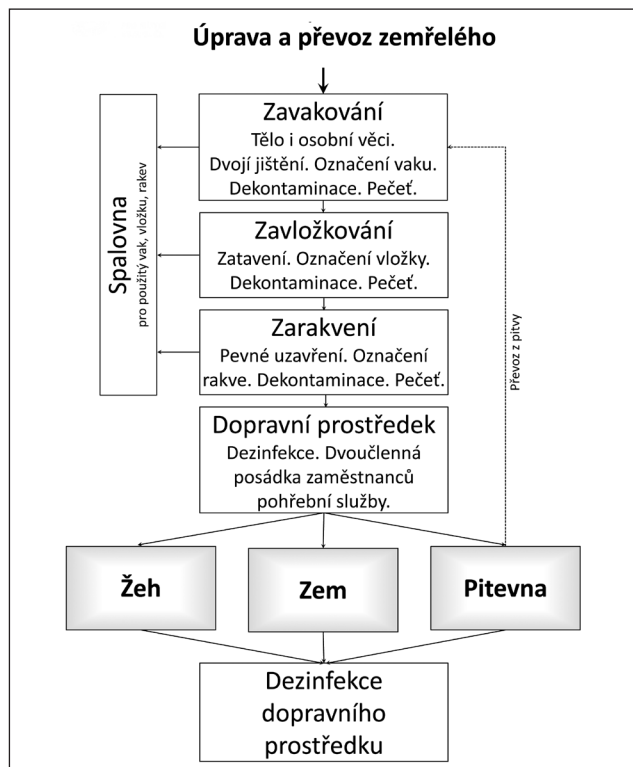 Úprava a převoz zemřelého
Zavakování
Tělo i osobní věci.
Dvojí jištění. Označení vaku.
Dekontaminace. Pečeť.
Spalovna
pro použitý vak, vložku, rakev
Zavložkování
Zatavení. Označení vložky.
Dekontaminace. Pečeť.
Zarakvení
Pevné uzavření. Označení
rakve. Dekontaminace. Pečeť.
Převoz z pitvy
Dopravní prostředek
Dezinfekce. Dvoučlenná
posádka zaměstnanců
pohřební služby.
Žeh
Zem
Pitevna
Dezinfekce
dopravního
prostředku